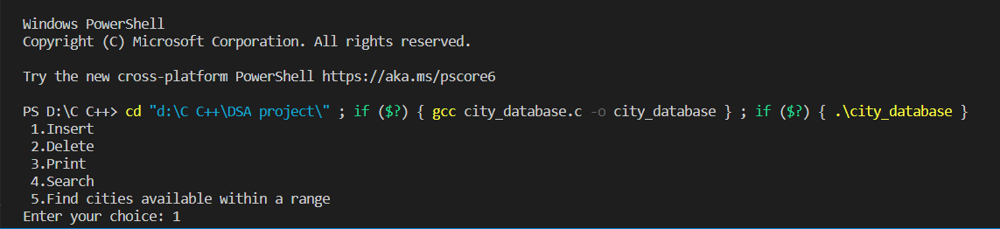 Windows PowerShell
Copyright (C) Microsoft Corporation. All rights reserved.
Try the new cross-platform PowerShell https://aka.ms/pscore6
PS D:\C C++> cd "d:\C C++\DSA project\" ; if ($?) { gcc city_database.c -o city_database } ; if ($?) { .\city_database }
1.Insert
2.Delete
3.Print
4.Search
5.Find cities available within a range
Enter your choice: 1